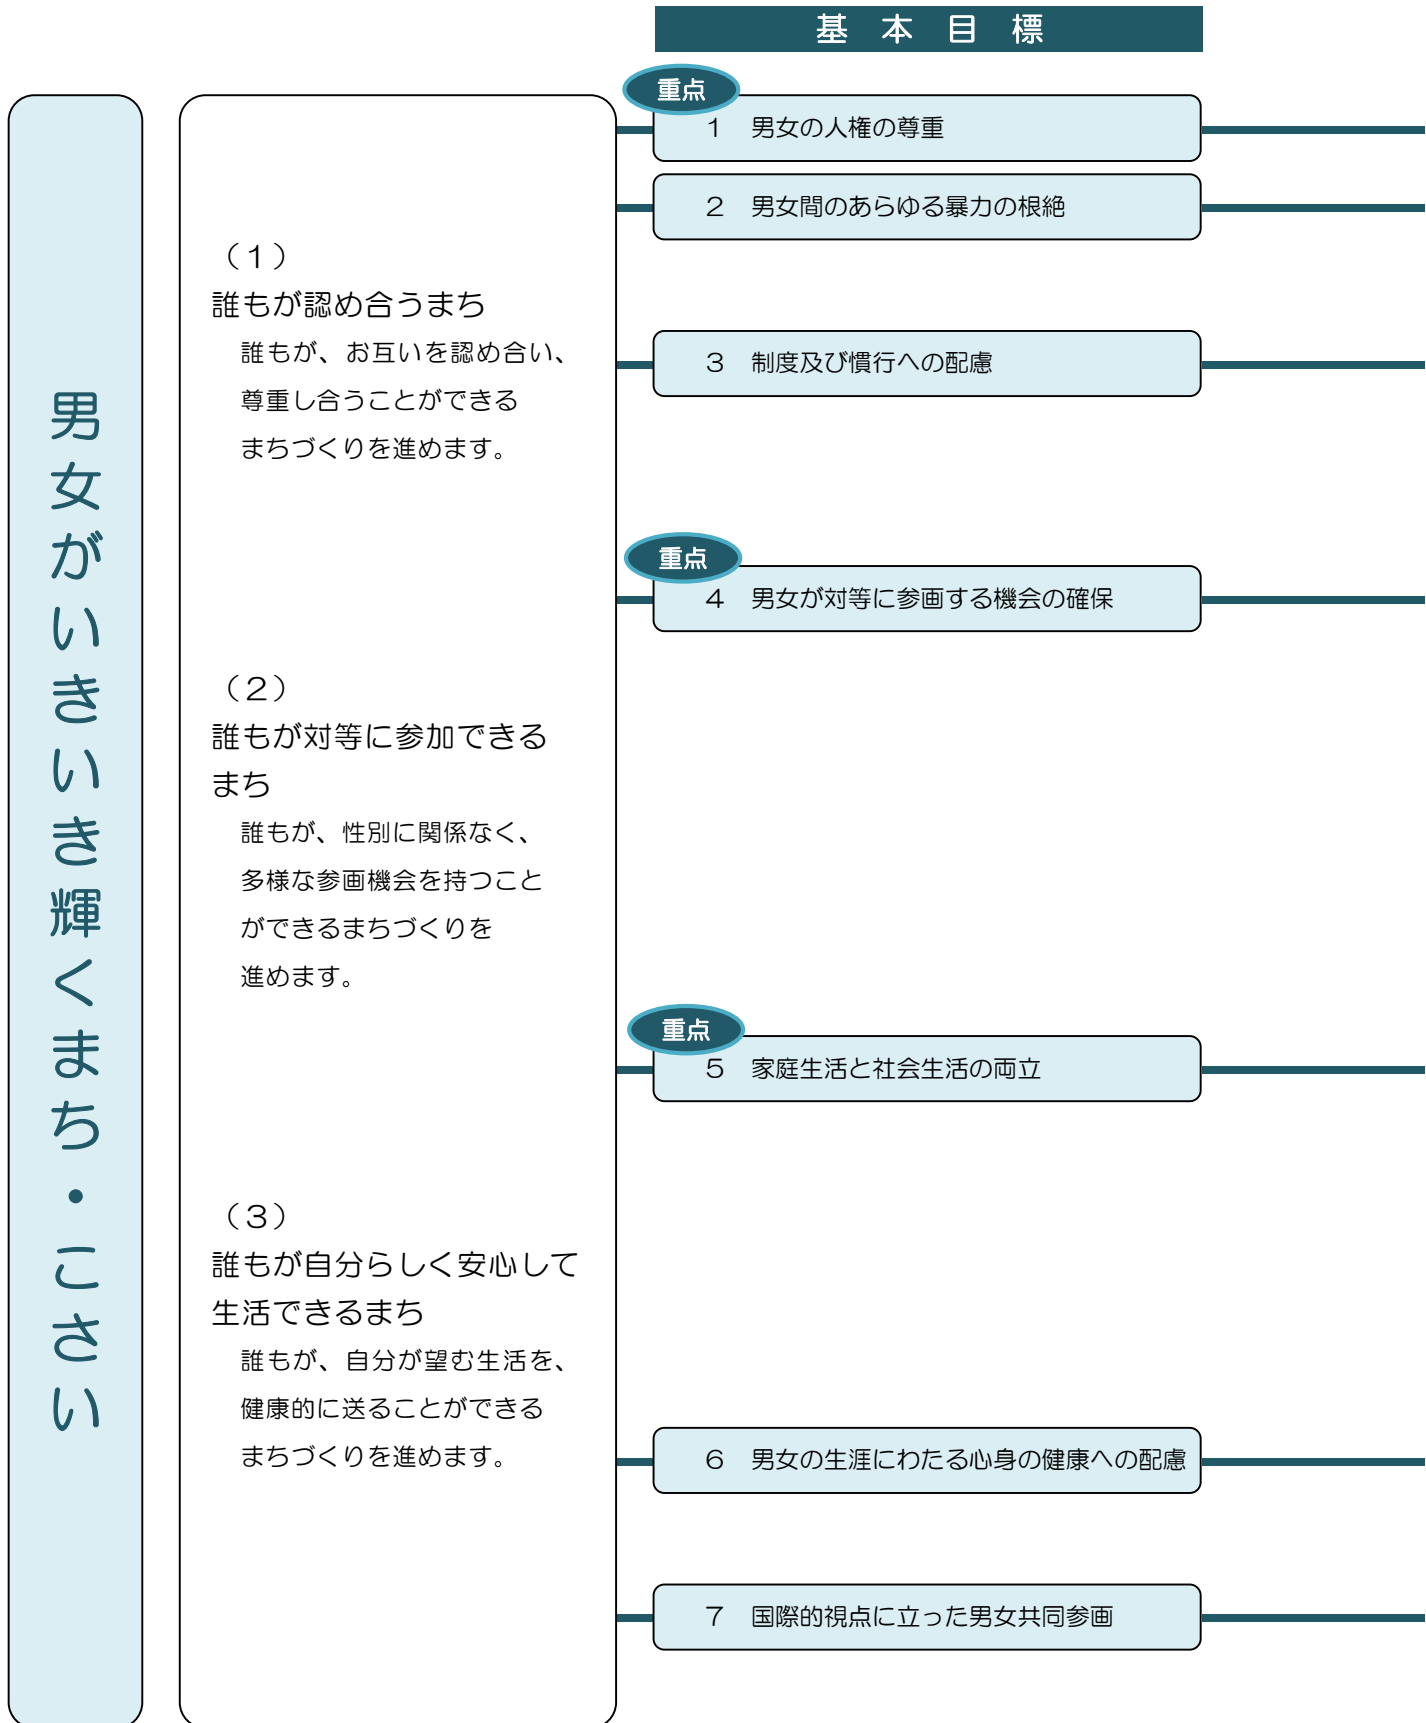 基本目標
男女がいきいき輝くまち・こさい
（1）
誰もが認め合うまち
誰もが、お互いを認め合い、
尊重し合うことができる
まちづくりを進めます。
（2）
誰もが対等に参加できる
まち
誰もが、性別に関係なく、
多様な参画機会を持つこと
ができるまちづくりを
進めます。
（3）
誰もが自分らしく安心して
生活できるまち
誰もが、自分が望む生活を、
健康的に送ることができる
まちづくりを進めます。
重点
1　男女の人権の尊重
2　男女間のあらゆる暴力の根絶
3　制度及び慣行への配慮
重点
4　男女が対等に参画する機会の確保
重点
5　家庭生活と社会生活の両立
6　男女の生涯にわたる心身の健康への配慮
7　国際的視点に立った男女共同参画